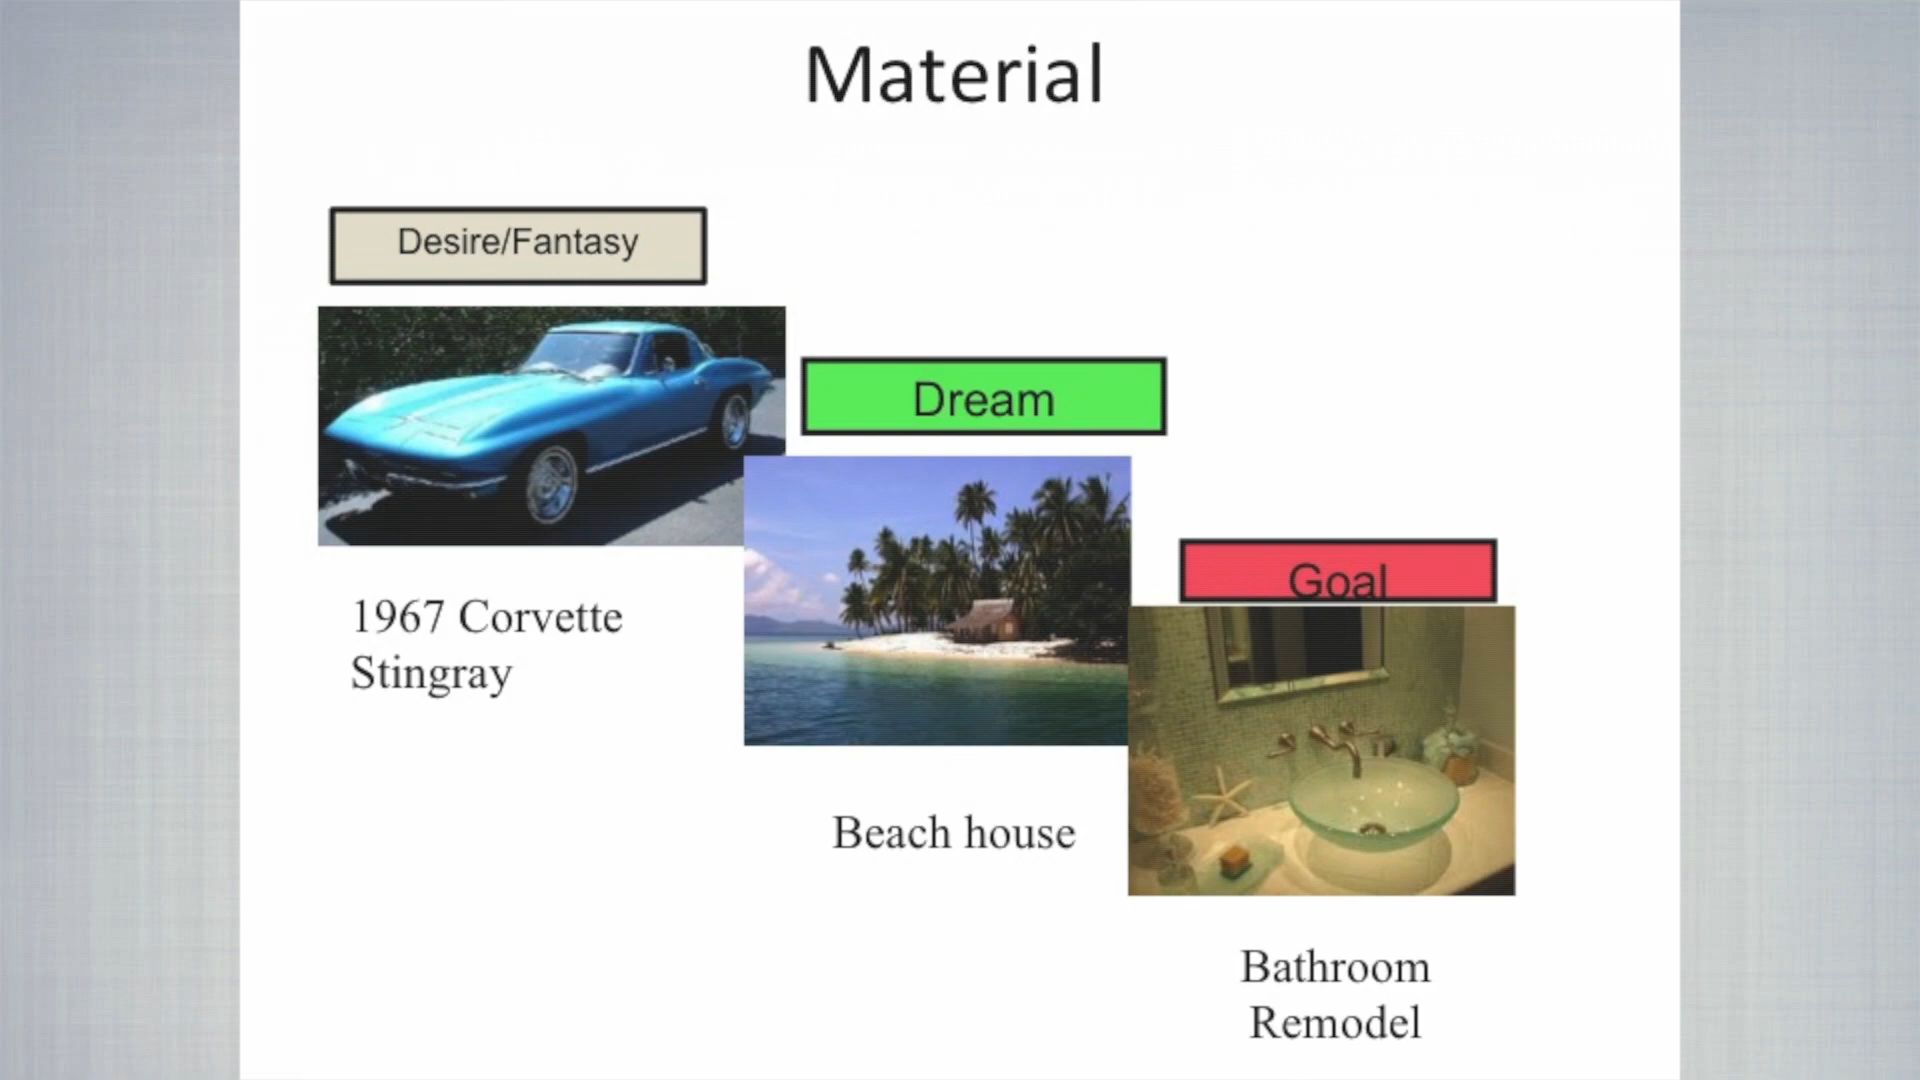 Material
Desire/Fantasy
1967 Corvette
Stingray
Dream
Beach house
Goal
Bathroom
Remodel